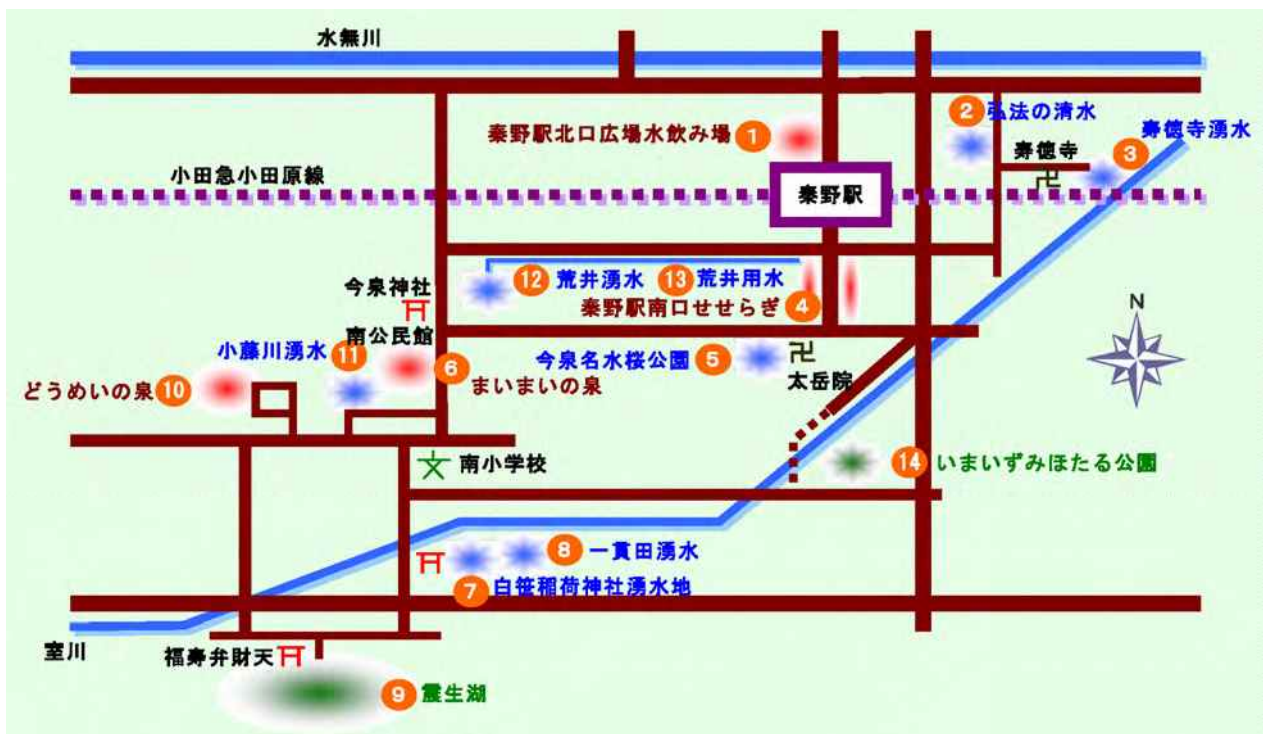 水無川
② 弘法の清水
秦野駅北口広場水飲み場 ①
寿徳寺湧水
寿徳寺
③
小田急小田原線
秦野駅
N
⑫ 荒井湧水 ⑬ 荒井用水
今泉神社
秦野駅南口せせらぎ ④
南公民館
小藤川湧水 ⑪
今泉名水桜公園 ⑤
太岳院
⑥ まいまいの泉
どうめいの泉 ⑩
南小学校
⑭ いまいずみほたる公園
⑧ 一貫田湧水
⑦ 白笹稲荷神社湧水地
室川
福寿弁財天
⑨ 震生湖